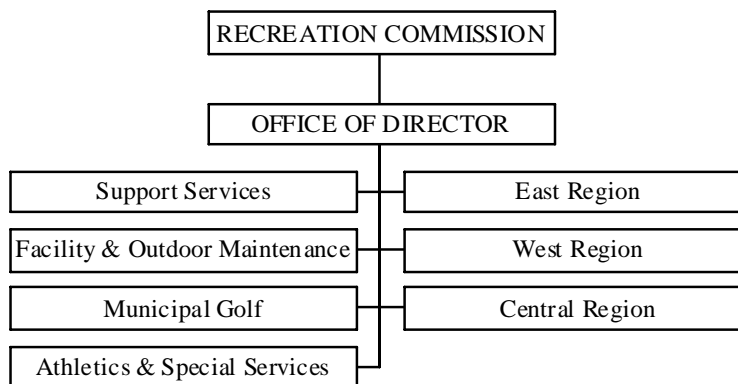 RECREATION COMMISSION
OFFICE OF DIRECTOR
Support Services
East Region
Facility & Outdoor Maintenance
West Region
Municipal Golf
Central Region
Athletics & Special Services